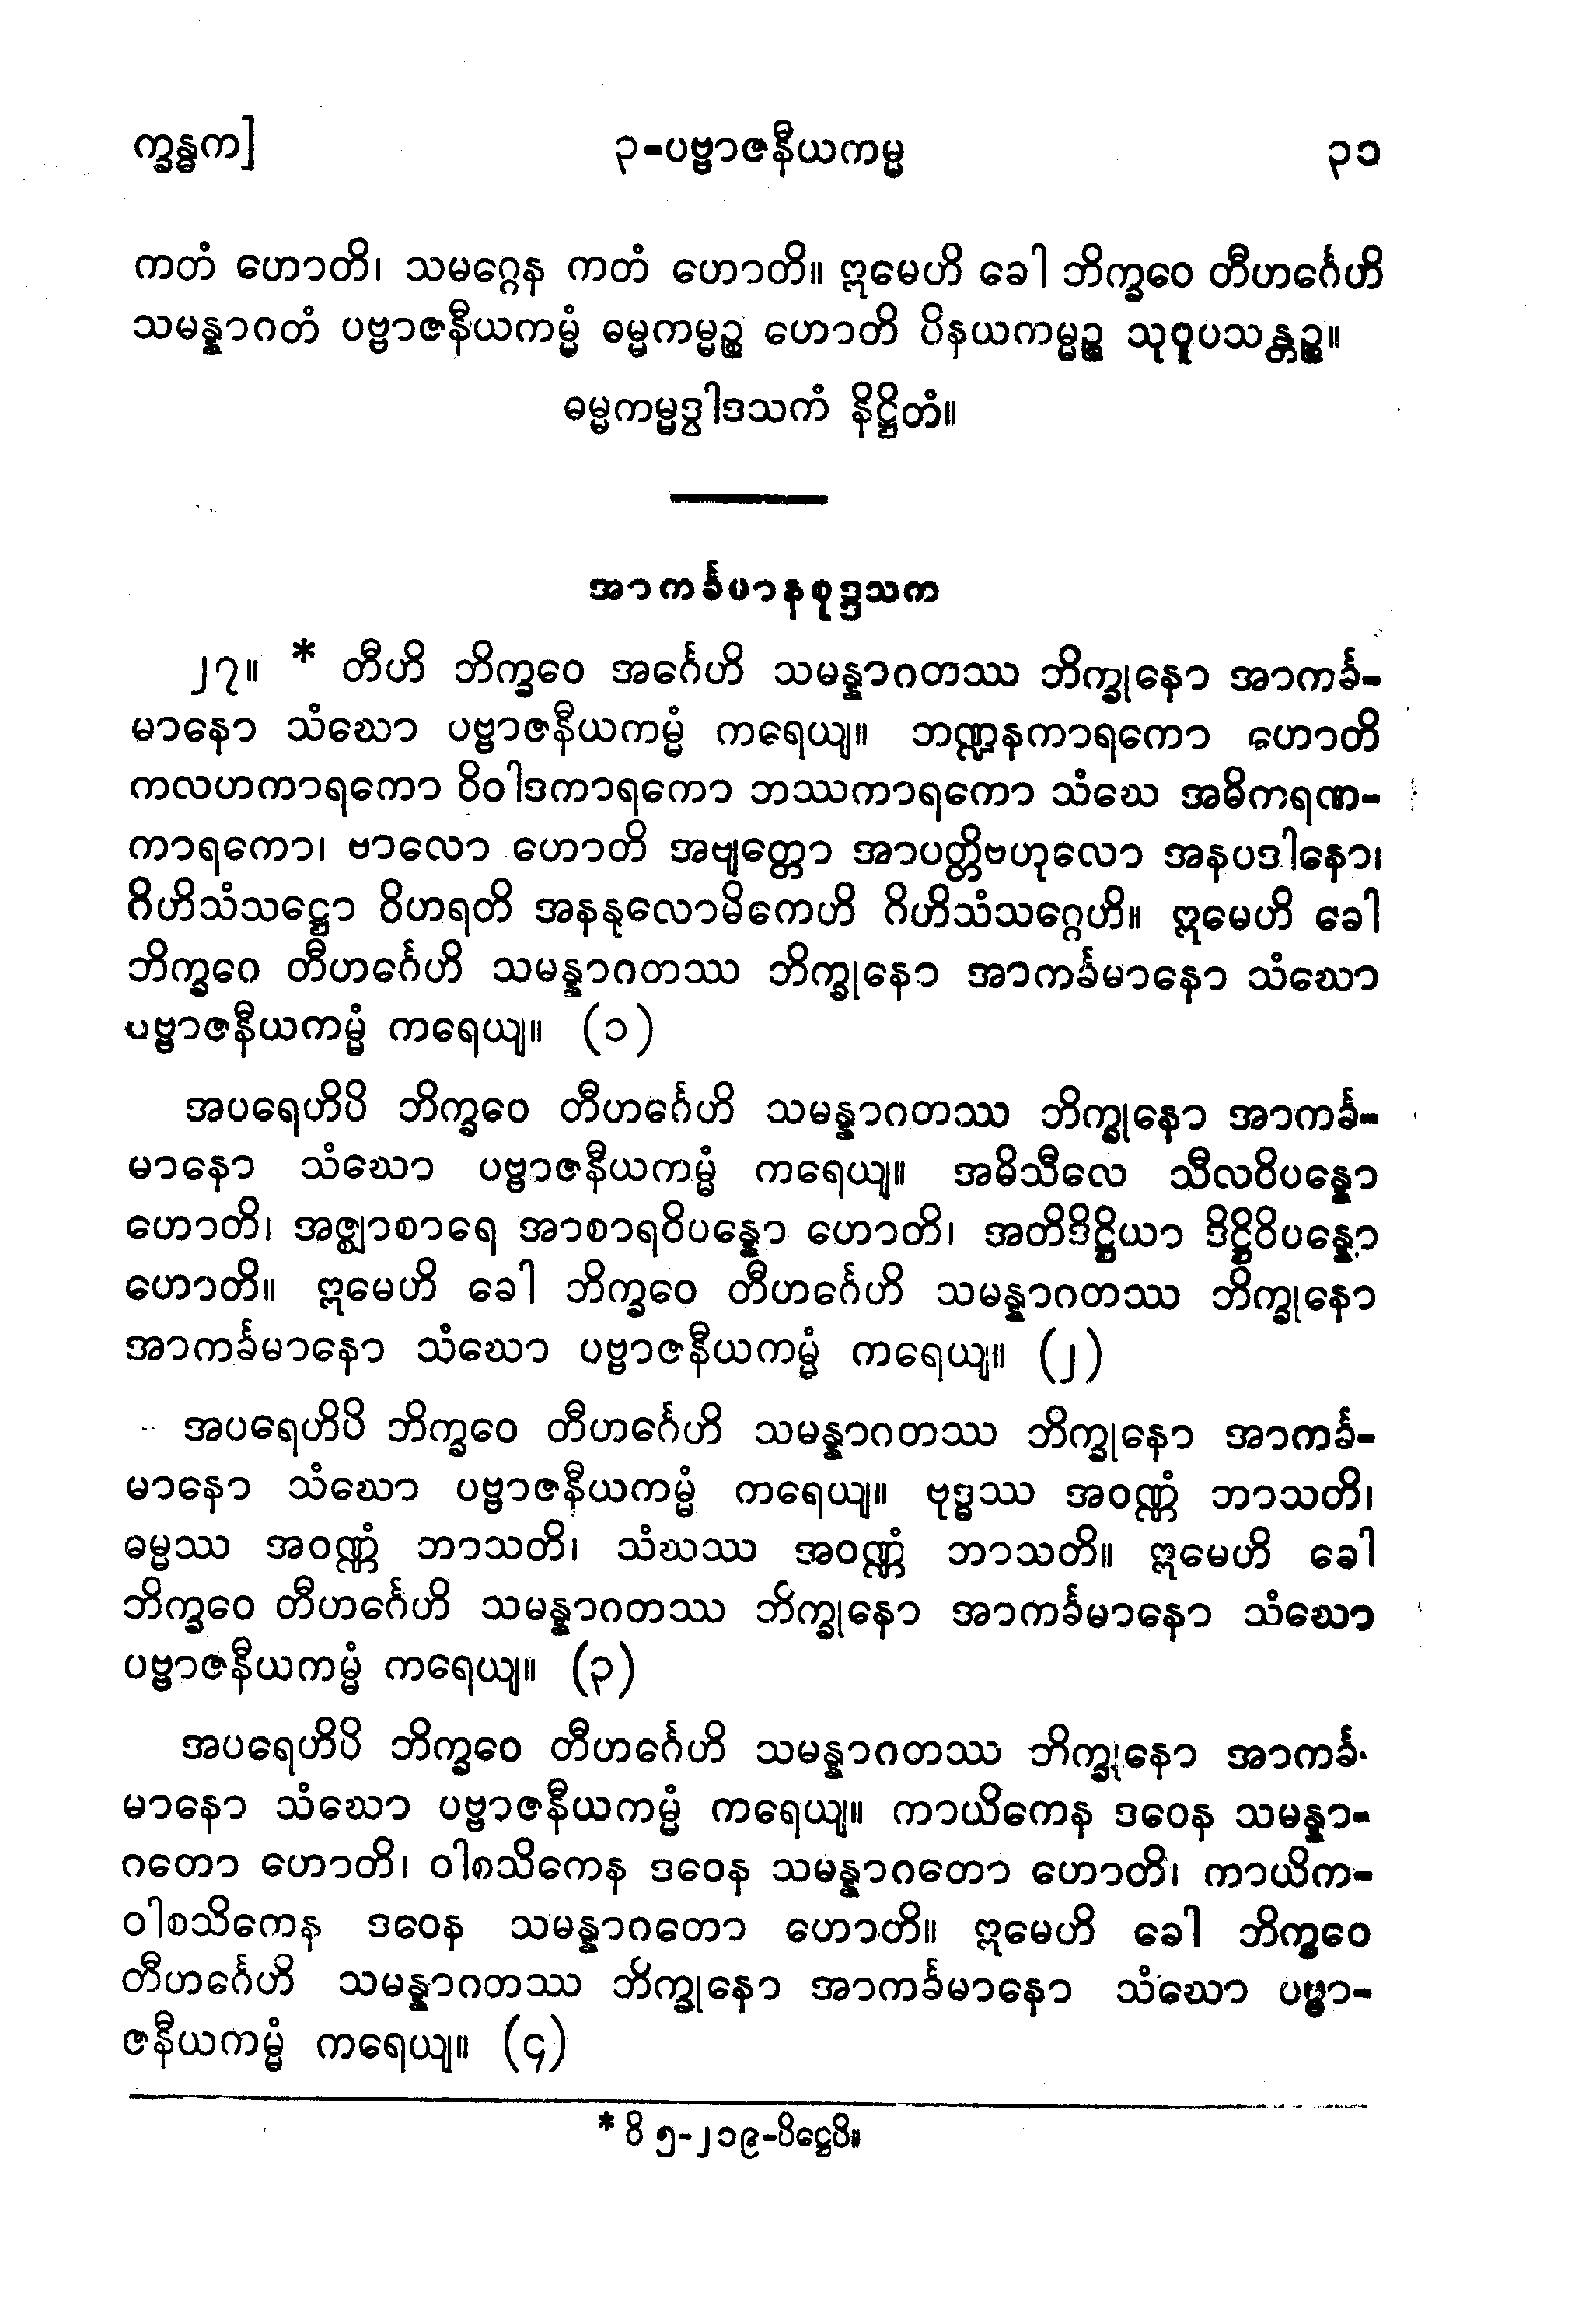 က္ခန္ဓက]
၃-ပဗ္ဗာဇနီယကမ္မ
၃၁
ကတံ ဟောတိ၊ သမဂ္ဂေန ကတံ ဟောတိ။ ဣမေဟိ ခေါ ဘိက္ခဝေ တီဟင်္ဂေဟိ
သမန္နာဂတံ ပဗ္ဗာဇနီယကမ္မံ ဓမ္မကမ္မဉ္စ ဟောတိ ဝိနယကမ္မဉ္စ သုဝူပသန္တဉ္စ။
ဓမ္မကမ္မဒွါဒသကံ နိဋ္ဌိတံ။
အာကင်္ခမာနစုဒ္ဒသက
၂၇။ * တီဟိ ဘိက္ခဝေ အင်္ဂေဟိ သမန္နာဂတဿ ဘိက္ခုနော အာကင်္ခ-
မာနော သံဃော ပဗ္ဗာဇနီယကမ္မံ ကရေယျ။ ဘဏ္ဍနကာရကော ဟောတိ
ကလဟကာရကော ဝိဝါဒကာရကော ဘဿကာရကော သံဃေ အဓိကရဏ-
ကာရကော၊ ဗာလော ဟောတိ အဗျတ္တော အာပတ္တိဗဟုလော အနပဒါနော၊
ဂိဟိသံသဋ္ဌော ဝိဟရတိ အနနုလောမိကေဟိ ဂိဟိသံသဂ္ဂေဟိ။ ဣမေဟိ ခေါ
ဘိက္ခဝေ တီဟင်္ဂေဟိ သမန္နာဂတဿ ဘိက္ခုနော အာကင်္ခမာနော သံဃော
ပဗ္ဗာဇနီယကမ္မံ ကရေယျ။ (၁)
အပရေဟိပိ ဘိက္ခဝေ တီဟင်္ဂေဟိ သမန္နာဂတဿ ဘိက္ခုနော အာကင်္ခ-
မာနော သံဃော ပဗ္ဗာဇနီယကမ္မံ ကရေယျ။ အဓိသီလေ သီလဝိပန္နော
ဟောတိ၊ အဇ္ဈာစာရေ အာစာရဝိပန္နော ဟောတိ၊ အတိဒိဋ္ဌိယာ ဒိဋ္ဌိဝိပန္နော
ဟောတိ။ ဣမေဟိ ခေါ ဘိက္ခဝေ တီဟင်္ဂေဟိ သမန္နာဂတဿ ဘိက္ခုနော
အာကင်္ခမာနော သံဃော ပဗ္ဗာဇနီယကမ္မံ ကရေယျ။ (၂)
အပရေဟိပိ ဘိက္ခဝေ တီဟင်္ဂေဟိ သမန္နာဂတဿ ဘိက္ခုနော အာကင်္ခ-
မာနော သံဃော ပဗ္ဗာဇနီယကမ္မံ ကရေယျ။ ဗုဒ္ဓဿ အဝဏ္ဏံ ဘာသတိ၊
ဓမ္မဿ အဝဏ္ဏံ ဘာသတိ၊ သံဃဿ အဝဏ္ဏံ ဘာသတိ။ ဣမေဟိ ခေါ
ဘိက္ခဝေ တီဟင်္ဂေဟိ သမန္နာဂတဿ ဘိက္ခုနော အာကင်္ခမာနော သံဃော
ပဗ္ဗာဇနီယကမ္မံ ကရေယျ။ (၃)
အပရေဟိပိ ဘိက္ခဝေ တီဟင်္ဂေဟိ သမန္နာဂတဿ ဘိက္ခုနော အာကင်္ခ-
မာနော သံဃော ပဗ္ဗာဇနီယကမ္မံ ကရေယျ။ ကာယိကေန ဒဝေန သမန္နာ-
ဂတော ဟောတိ၊ ဝါစသိကေန ဒဝေန သမန္နာဂတော ဟောတိ၊ ကာယိက-
ဝါစသိကေန ဒဝေန သမန္နာဂတော ဟောတိ။ ဣမေဟိ ခေါ ဘိက္ခဝေ
တီဟင်္ဂေဟိ သမန္နာဂတဿ ဘိက္ခုနော အာကင်္ခမာနော သံဃော ပဗ္ဗာ-
ဇနီယကမ္မံ ကရေယျ။ (၄)
* ဝိ ၅-၂၁၉-ပိဋ္ဌေပိ။